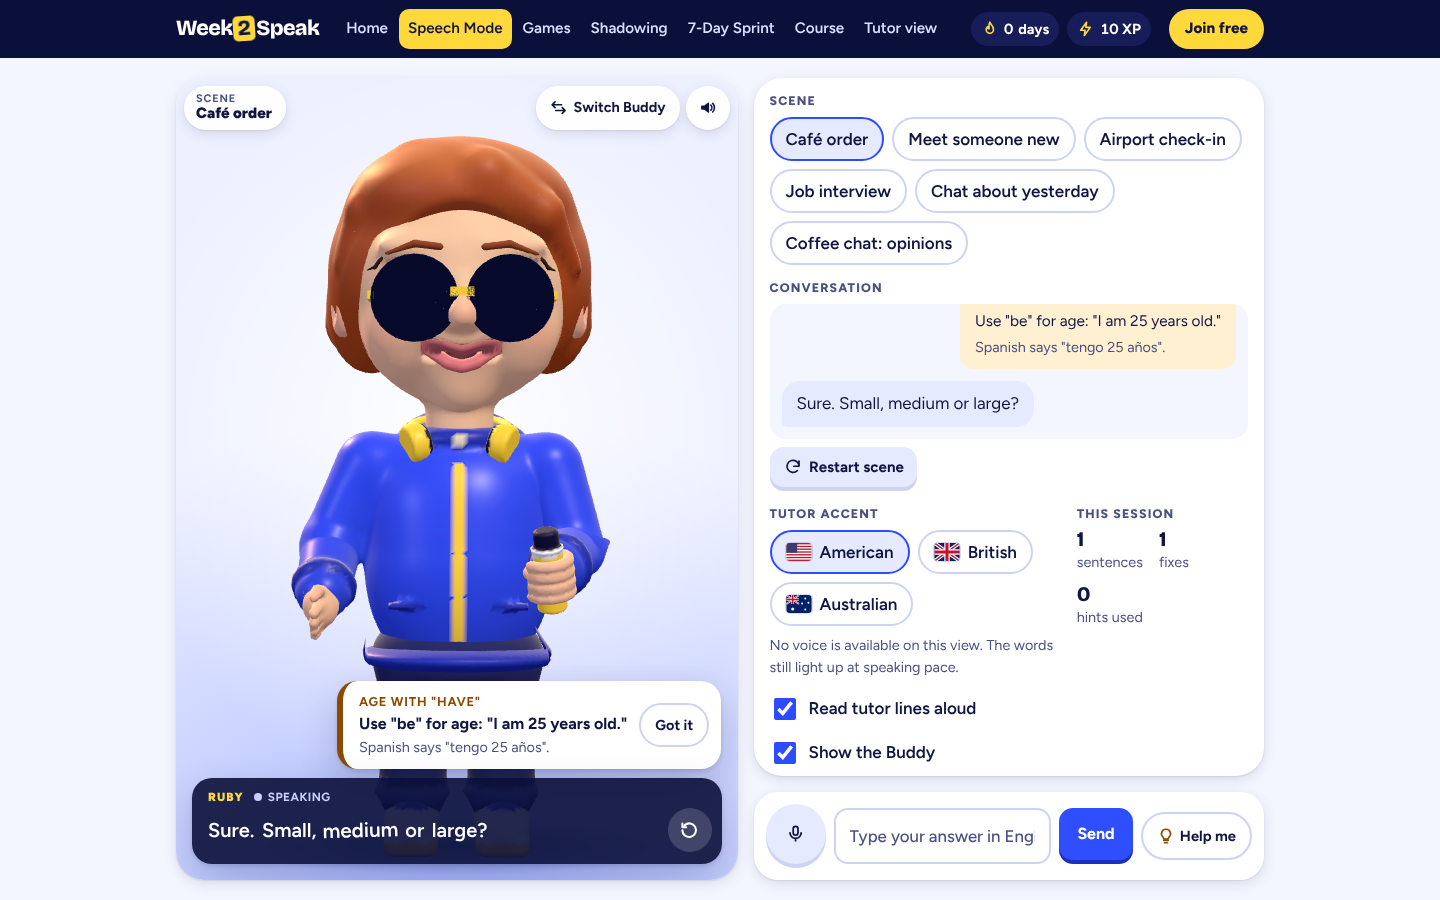 Week2Speak
Home
Speech Mode
Games
Shadowing
7-Day Sprint
Course
Tutor view
0 days
10 XP
Join free
SCENE
Café order
Switch Buddy
AGE WITH "HAVE"
Use "be" for age: "I am 25 years old."
Spanish says "tengo 25 años".
Got it
RUBY
SPEAKING
Sure. Small, medium or large?
SCENE
Café order
Meet someone new
Airport check-in
Job interview
Chat about yesterday
Coffee chat: opinions
CONVERSATION
Use "be" for age: "I am 25 years old."
Spanish says "tengo 25 años".
Sure. Small, medium or large?
Restart scene
TUTOR ACCENT
American
British
Australian
No voice is available on this view. The words
still light up at speaking pace.
THIS SESSION
1
sentences
1
fixes
0
hints used
Read tutor lines aloud
Show the Buddy
Type your answer in Eng
Send
Help me